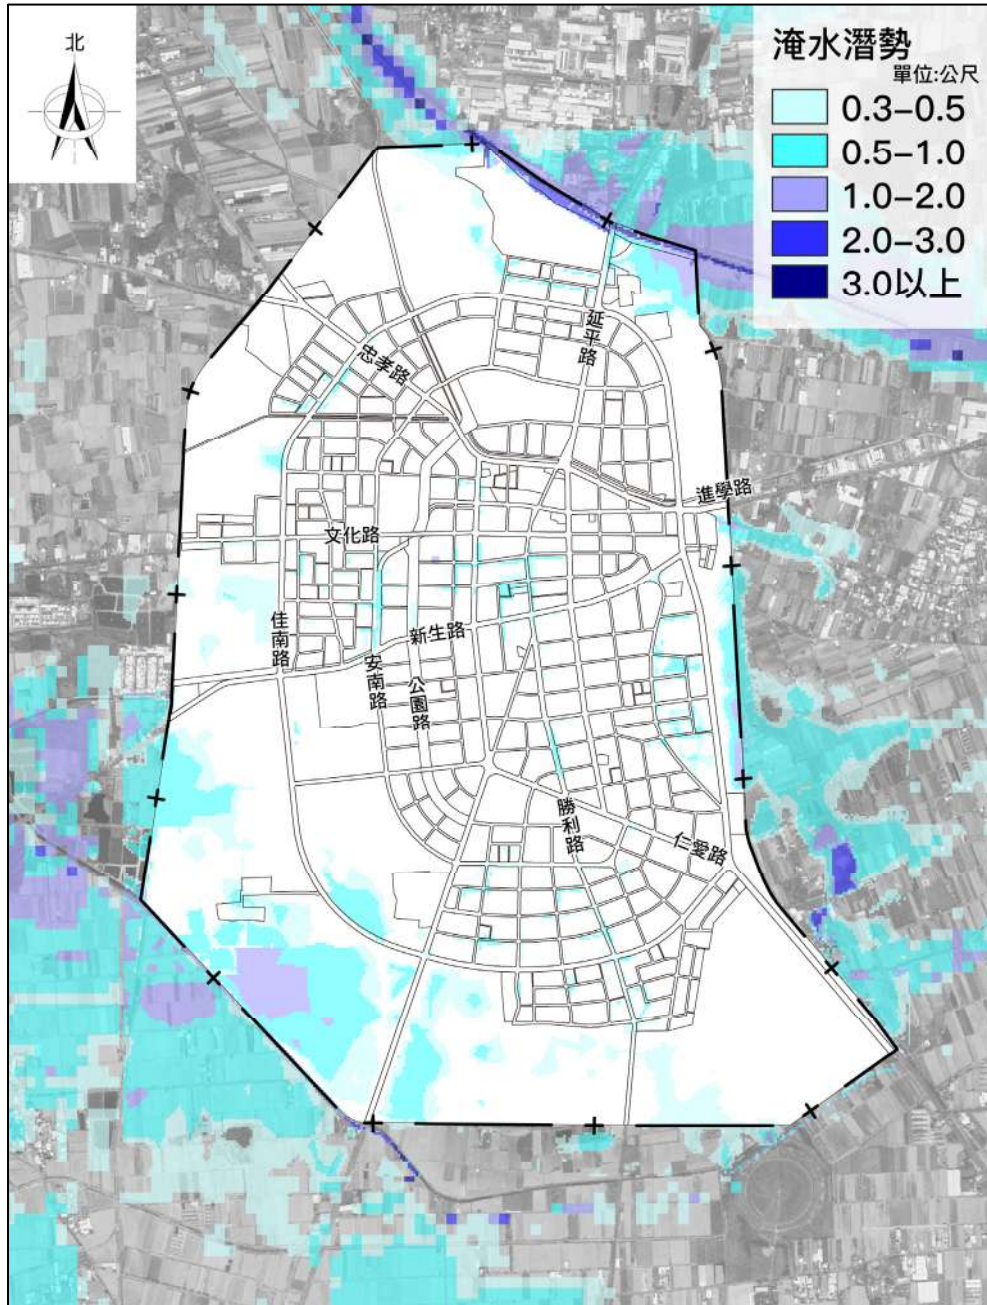 北
淹水潛勢
單位:公尺
0.3-0.5
0.5-1.0
1.0-2.0
2.0-3.0
3.0以上
延平路
忠孝路
進學路
文化路
佳南路
新生路
安南路
公園路
勝利路
仁愛路